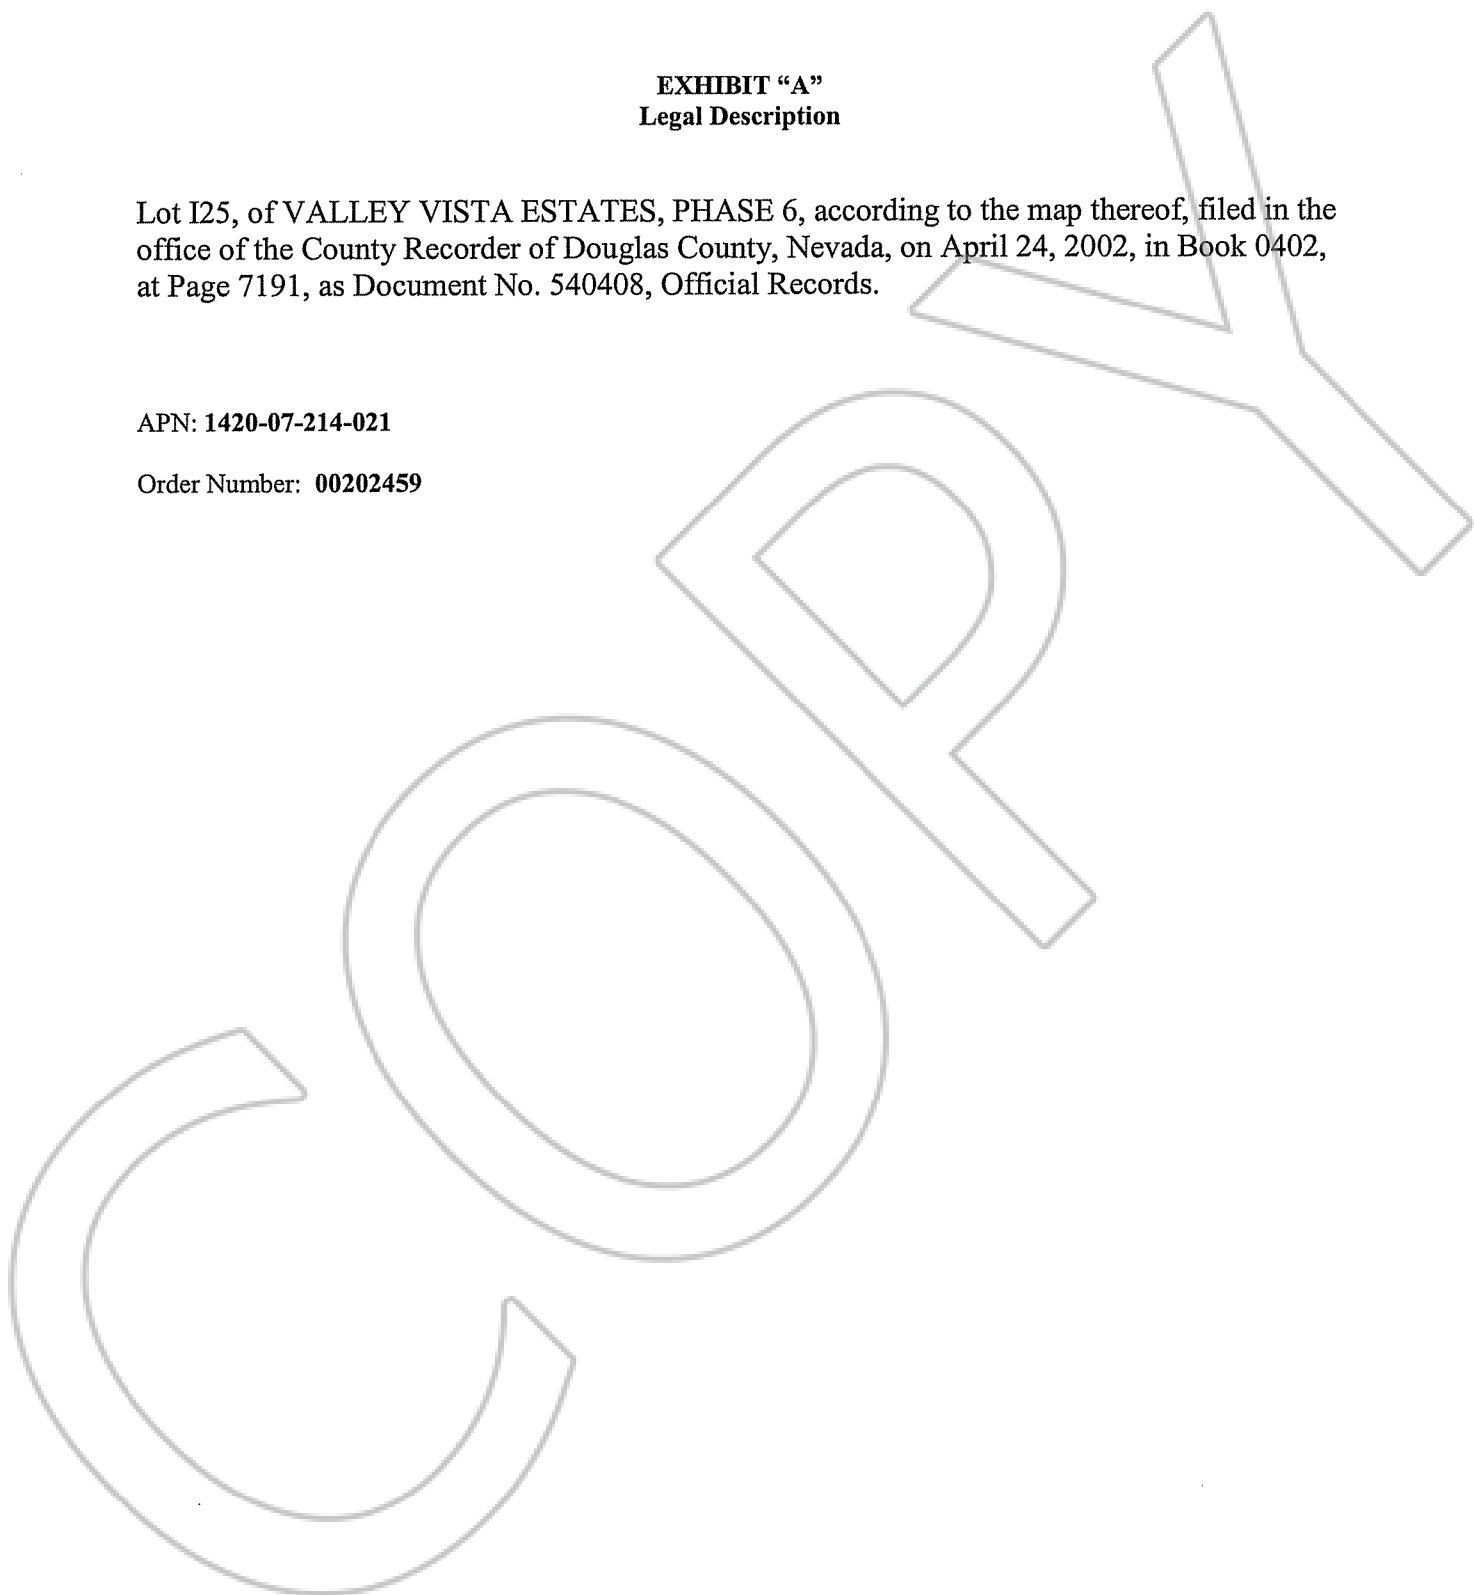 EXHIBIT “A”
Legal Description
Lot I25, of VALLEY VISTA ESTATES, PHASE 6, according to the map thereof, filed in the
office of the County Recorder of Douglas County, Nevada, on April 24, 2002, in Book 0402,
at Page 7191, as Document No. 540408, Official Records.
APN: 1420-07-214-021
Order Number: 00202459
COPY